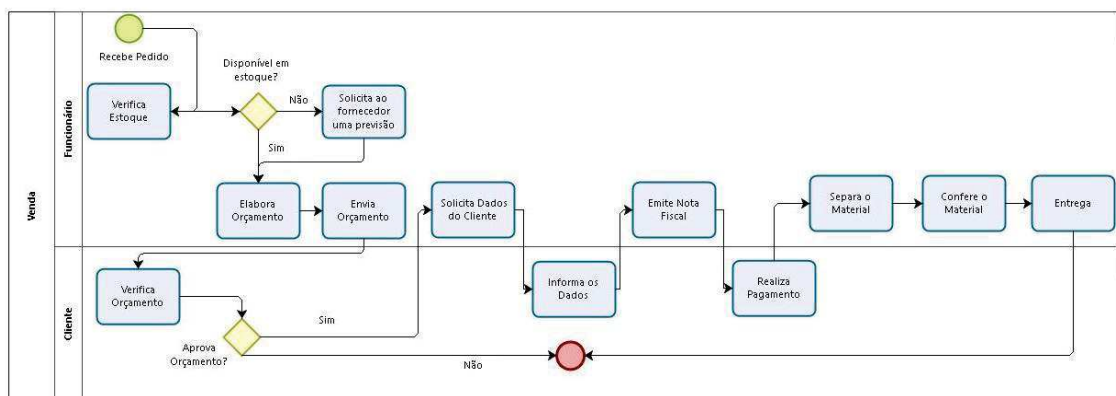 Venda
Funcionário
Recebe Pedido
Verifica
Estoque
Disponível em
estoque?
Não
Solicita ao
fornecedor
uma previsão
Sim
Elabora
Orçamento
Envia
Orçamento
Solicita Dados
do Cliente
Emite Nota
Fiscal
Separa o
Material
Confere o
Material
Entrega
Cliente
Verifica
Orçamento
Aprova
Orçamento?
Sim
Não
Informa os
Dados
Realiza
Pagamento